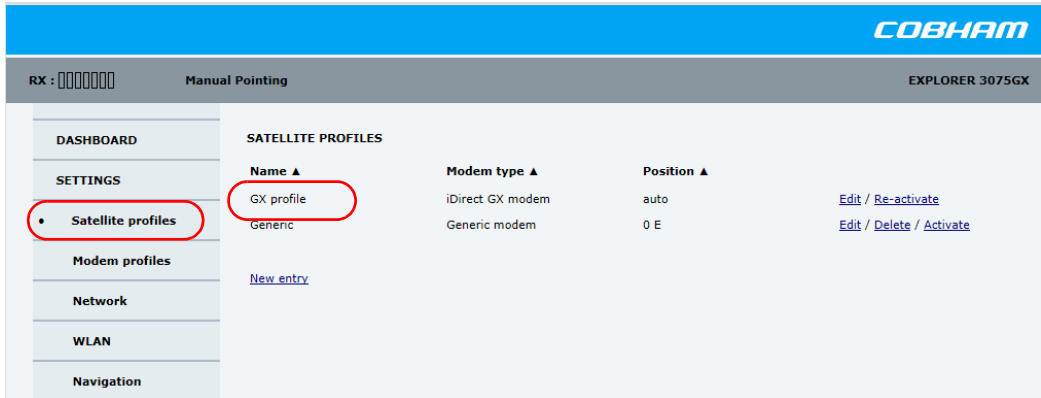 COBHAM
RX : Manual Pointing EXPLORER 3075GX
DASHBOARD
SETTINGS
• Satellite profiles
Modem profiles
Network
WLAN
Navigation
SATELLITE PROFILES
Name ▲ Modem type ▲ Position ▲
GX profile iDirect GX modem auto Edit / Re-activate
Generic Generic modem 0 E Edit / Delete / Activate
New entry